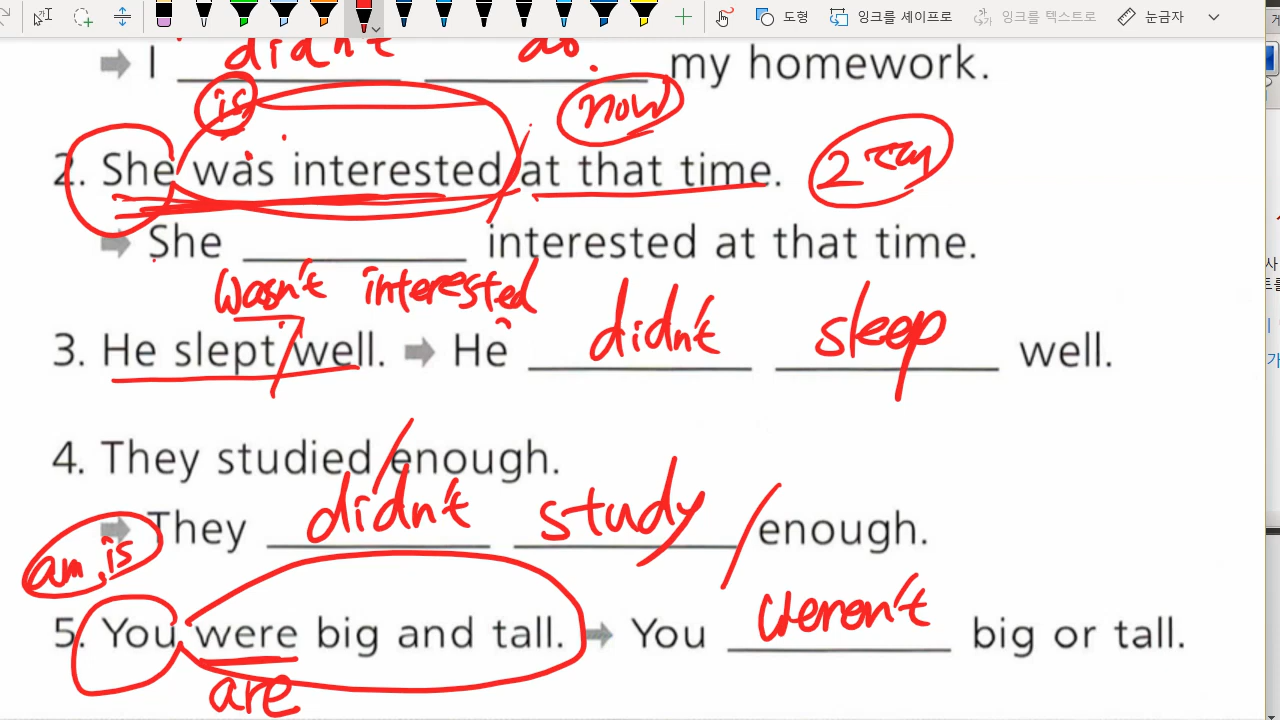 도형 잉크를 셰이프로 잉크를 텍스트로 눈금자
➡ I didn't do my homework.
is now
2. She was interested at that time.
➡ She ______ interested at that time.
wasn't interested
3. He slept well. ➡ He didn't sleep well.
4. They studied enough.
➡ They didn't study enough.
am, is
5. You were big and tall. ➡ You weren't big or tall.
are